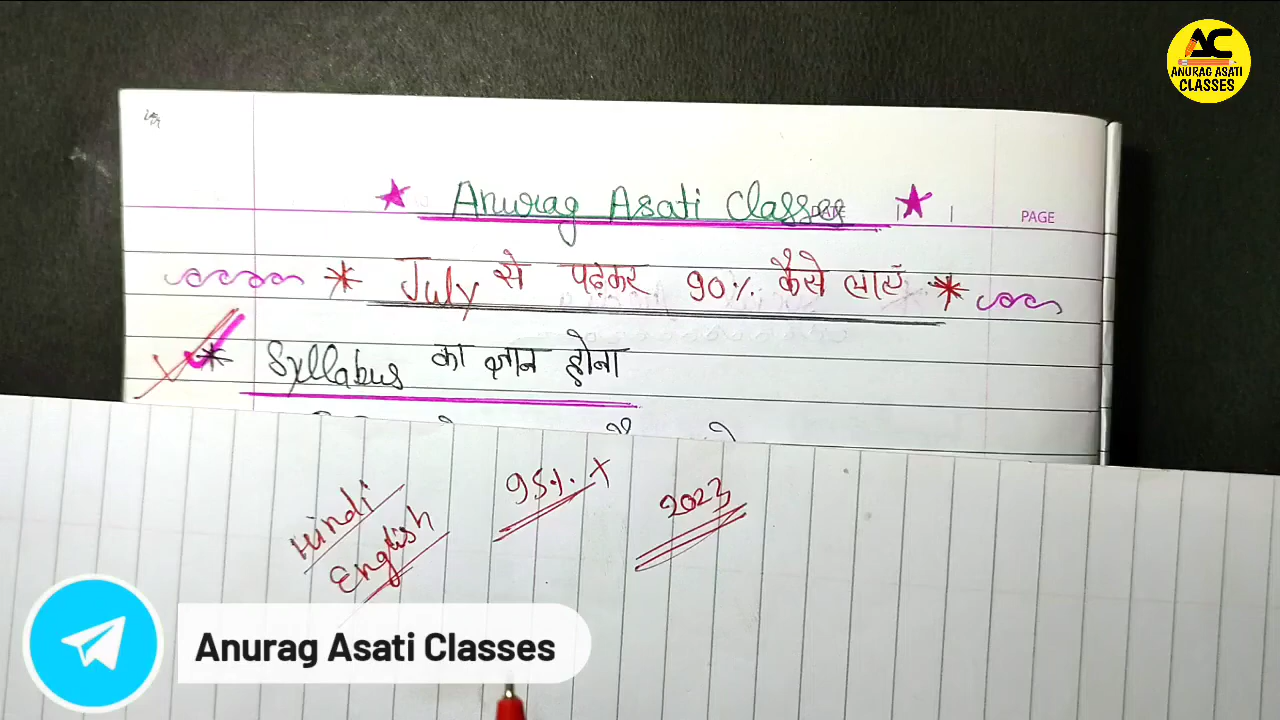 AC
ANURAG ASATI
CLASSES
Anurag Asati Classes
PAGE
* July से पढ़कर 90% कैसे लाएँ *
* Syllabus का ज्ञान होना
Hindi
English
95% +
2023
Anurag Asati Classes